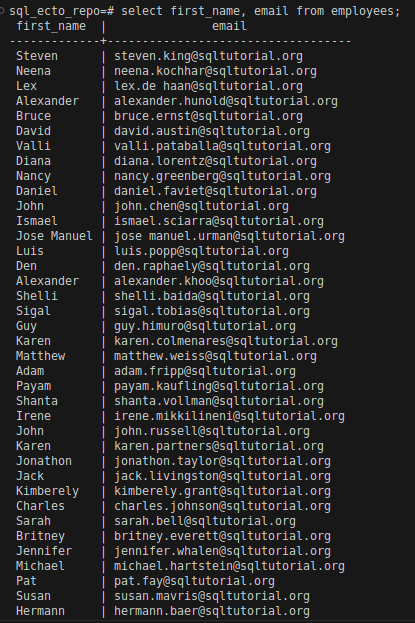 sql_ecto_repo=# select first_name, email from employees;
 first_name  |               email
-------------+-----------------------------------
 Steven      | steven.king@sqltutorial.org
 Neena       | neena.kochhar@sqltutorial.org
 Lex         | lex.de haan@sqltutorial.org
 Alexander   | alexander.hunold@sqltutorial.org
 Bruce       | bruce.ernst@sqltutorial.org
 David       | david.austin@sqltutorial.org
 Valli       | valli.pataballa@sqltutorial.org
 Diana       | diana.lorentz@sqltutorial.org
 Nancy       | nancy.greenberg@sqltutorial.org
 Daniel      | daniel.faviet@sqltutorial.org
 John        | john.chen@sqltutorial.org
 Ismael      | ismael.sciarra@sqltutorial.org
 Jose Manuel | jose manuel.urman@sqltutorial.org
 Luis        | luis.popp@sqltutorial.org
 Den         | den.raphaely@sqltutorial.org
 Alexander   | alexander.khoo@sqltutorial.org
 Shelli      | shelli.baida@sqltutorial.org
 Sigal       | sigal.tobias@sqltutorial.org
 Guy         | guy.himuro@sqltutorial.org
 Karen       | karen.colmenares@sqltutorial.org
 Matthew     | matthew.weiss@sqltutorial.org
 Adam        | adam.fripp@sqltutorial.org
 Payam       | payam.kaufling@sqltutorial.org
 Shanta      | shanta.vollman@sqltutorial.org
 Irene       | irene.mikkilineni@sqltutorial.org
 John        | john.russell@sqltutorial.org
 Karen       | karen.partners@sqltutorial.org
 Jonathon    | jonathon.taylor@sqltutorial.org
 Jack        | jack.livingston@sqltutorial.org
 Kimberely   | kimberely.grant@sqltutorial.org
 Charles     | charles.johnson@sqltutorial.org
 Sarah       | sarah.bell@sqltutorial.org
 Britney     | britney.everett@sqltutorial.org
 Jennifer    | jennifer.whalen@sqltutorial.org
 Michael     | michael.hartstein@sqltutorial.org
 Pat         | pat.fay@sqltutorial.org
 Susan       | susan.mavris@sqltutorial.org
 Hermann     | hermann.baer@sqltutorial.org